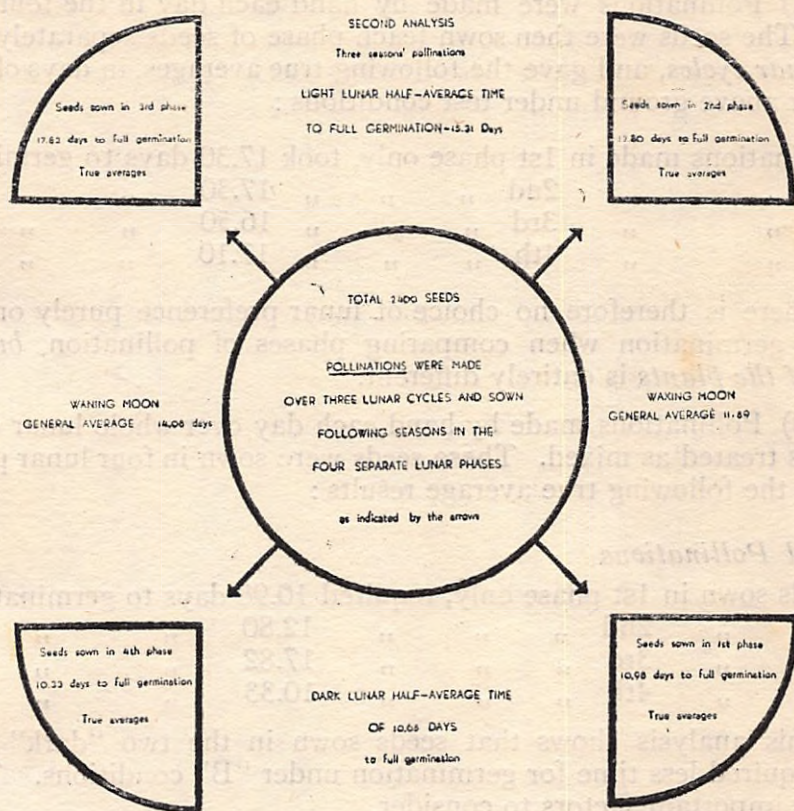 SECOND ANALYSIS
Three seasons' pollinations
LIGHT LUNAR HALF-AVERAGE TIME
TO FULL GERMINATION-15.31 Days
Seeds sown in 3rd phase
17.82 days to full germination
True averages
Seeds sown in 2nd phase
12.80 days to full germination
True averages
TOTAL 2400 SEEDS
POLLINATIONS WERE MADE
OVER THREE LUNAR CYCLES AND SOWN
FOLLOWING SEASONS IN THE
FOUR SEPARATE LUNAR PHASES
as indicated by the arrows
WANING MOON
GENERAL AVERAGE 14.08 days
WAXING MOON
GENERAL AVERAGE 11.89
Seeds sown in 4th phase
10.33 days to full germination
True averages
Seeds sown in 1st phase
10,98 days to full germination
True averages
DARK LUNAR HALF-AVERAGE TIME
OF 10.65 DAYS
to full germination